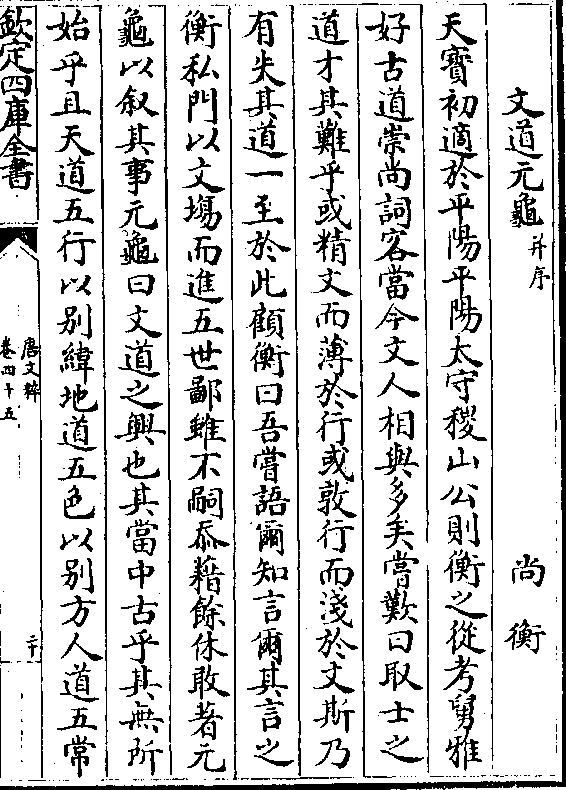 文道元龜并序　尚衡
天寶初適於平陽平陽太守稷山公則衡之從考舅雅
好古道崇尚詞客當今文人相與多矣嘗歎曰取士之
道才其難乎或精文而薄於行或敦行而淺於文斯乃
有失其道一至於此顧衡曰吾嘗語爾知言爾其言之
衡私門以文場而進五世鄙雖不嗣忝藉餘休敢著元
龜以叙其事元龜曰文道之興也其當中古乎其無所
始乎且天道五行以别緯地道五色以别方人道五常
欽定四庫全書
唐文粹
卷四十五
二十